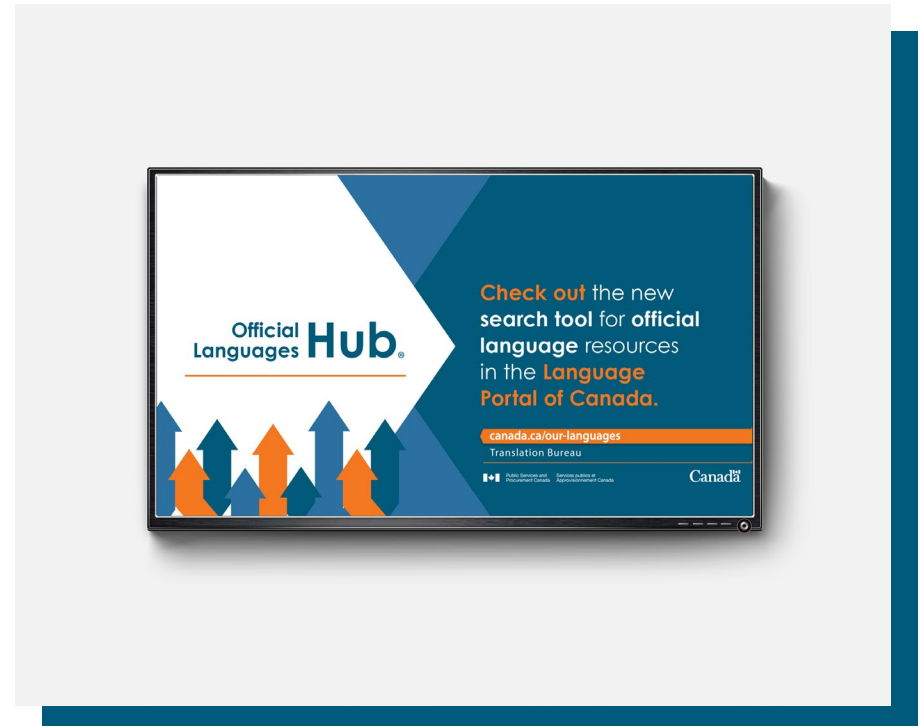 Official
Languages Hub®
Check out the new
search tool for official
language resources
in the Language
Portal of Canada.
canada.ca/our-languages
Translation Bureau
Public Services and
Procurement Canada
Services publics et
Approvisionnement Canada
Canada